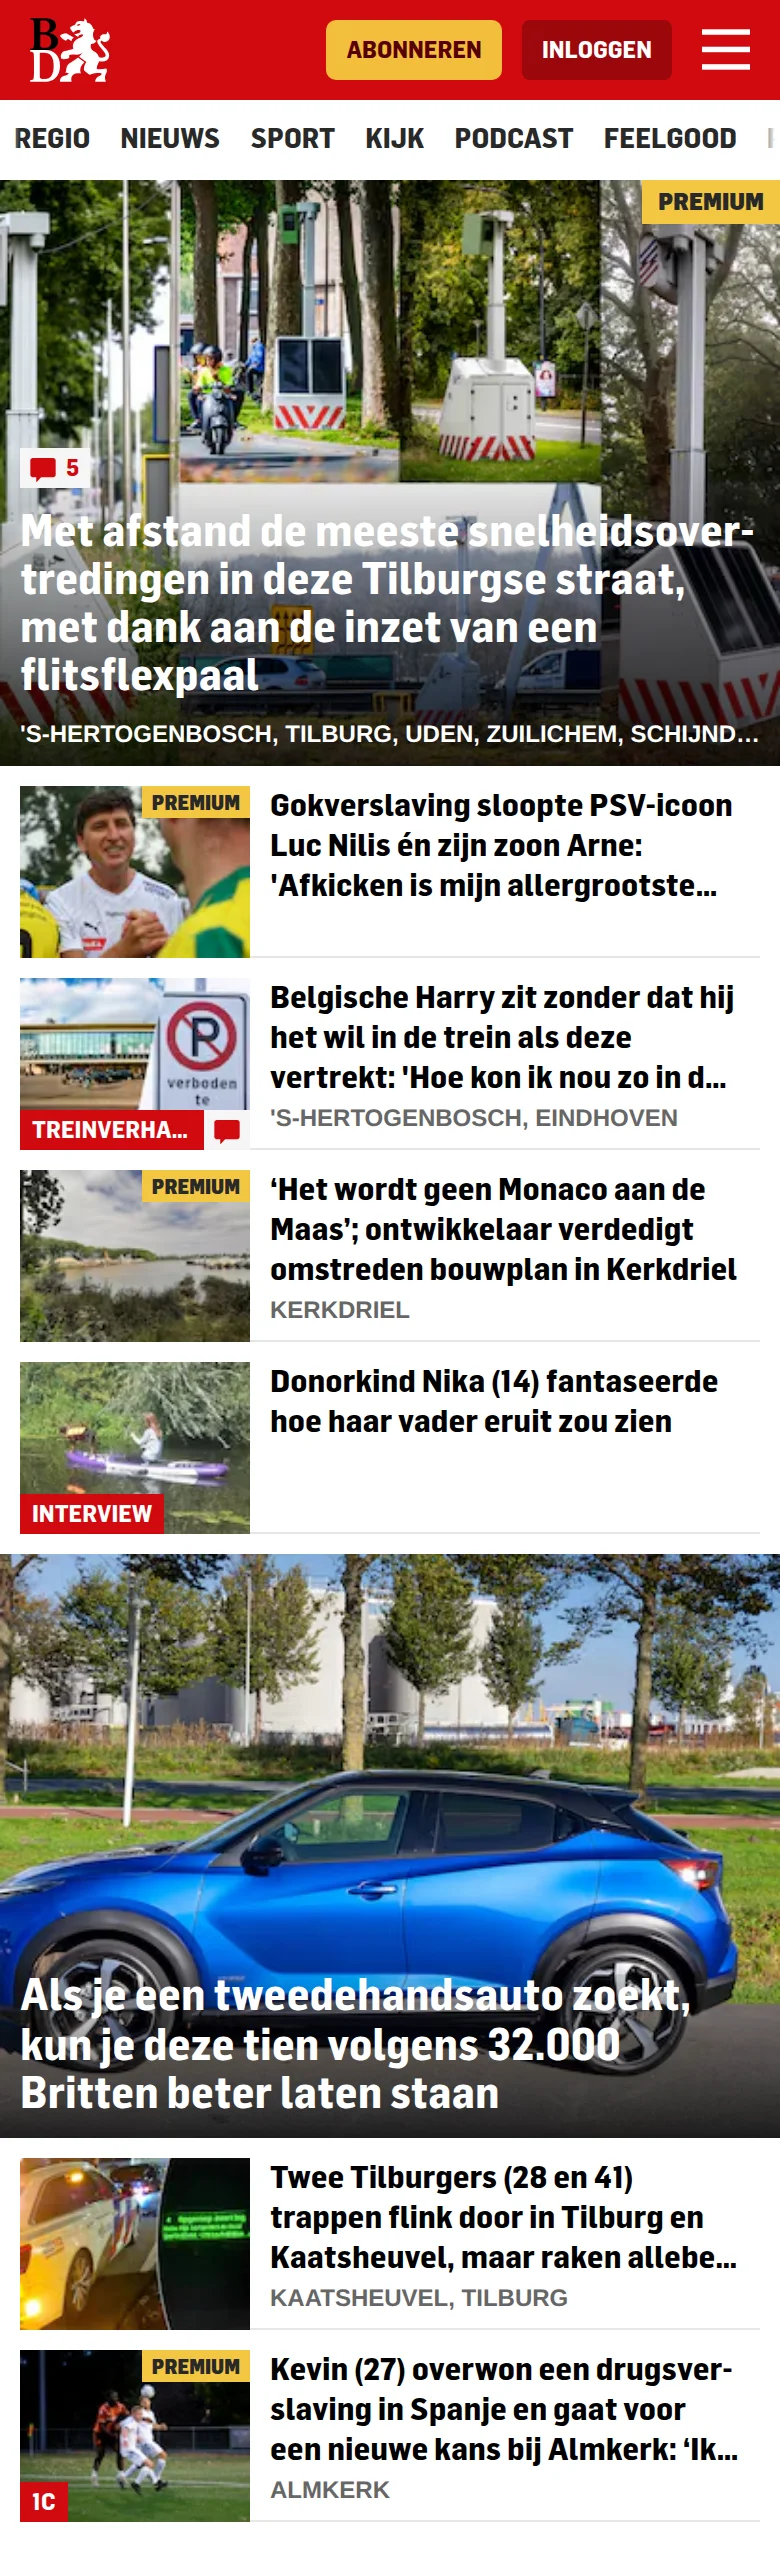 BD
ABONNEREN
INLOGGEN
REGIO NIEUWS SPORT KIJK PODCAST FEELGOOD
PREMIUM
5
Met afstand de meeste snelheidsover-
tredingen in deze Tilburgse straat,
met dank aan de inzet van een
flitsflexpaal
'S-HERTOGENBOSCH, TILBURG, UDEN, ZUILICHEM, SCHIJND...
PREMIUM
Gokverslaving sloopte PSV-icoon
Luc Nilis én zijn zoon Arne:
'Afkicken is mijn allergrootste...
P
verboden
te
TREINVERHA...
Belgische Harry zit zonder dat hij
het wil in de trein als deze
vertrekt: 'Hoe kon ik nou zo in d...
'S-HERTOGENBOSCH, EINDHOVEN
PREMIUM
‘Het wordt geen Monaco aan de
Maas’; ontwikkelaar verdedigt
omstreden bouwplan in Kerkdriel
KERKDRIEL
INTERVIEW
Donorkind Nika (14) fantaseerde
hoe haar vader eruit zou zien
Als je een tweedehandsauto zoekt,
kun je deze tien volgens 32.000
Britten beter laten staan
Twee Tilburgers (28 en 41)
trappen flink door in Tilburg en
Kaatsheuvel, maar raken allebe...
KAATSHEUVEL, TILBURG
PREMIUM
1C
Kevin (27) overwon een drugsver-
slaving in Spanje en gaat voor
een nieuwe kans bij Almkerk: ‘Ik...
ALMKERK